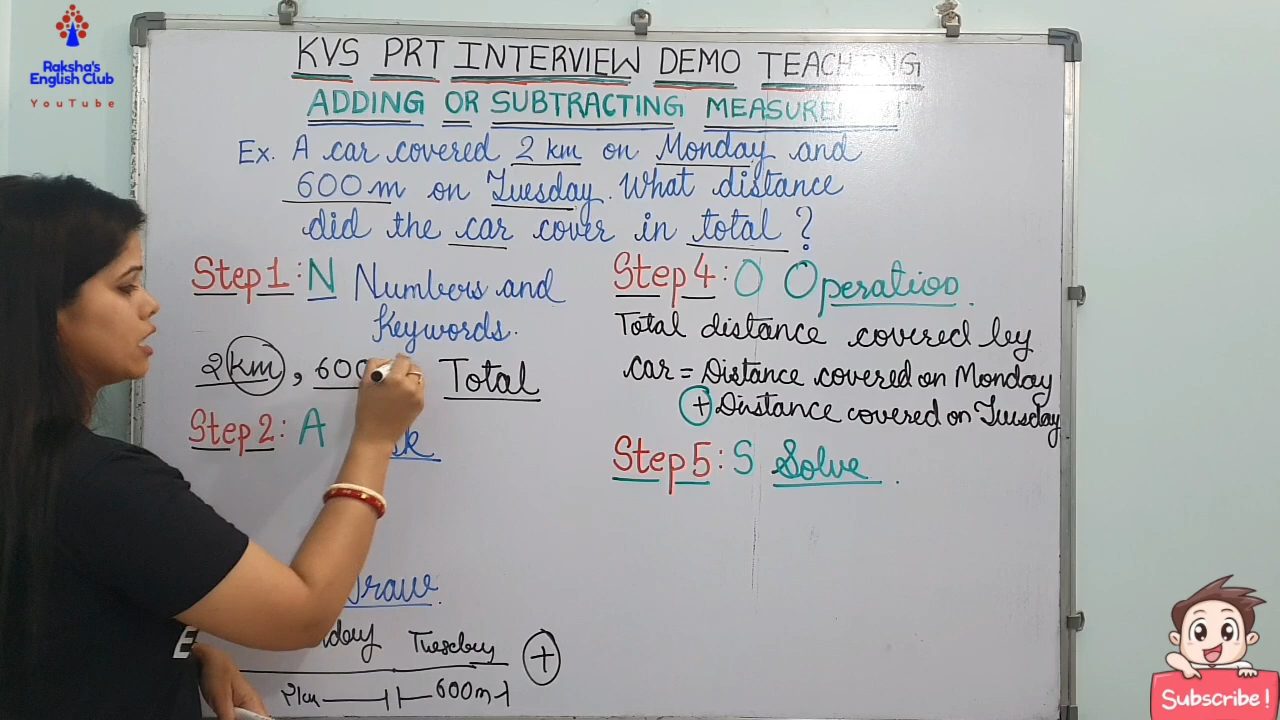 Raksha's
English Club
YouTube
KVS PRT INTERVIEW DEMO TEACHING
ADDING OR SUBTRACTING
Ex. A car covered 2 km on Monday and
600 m on Tuesday. What distance
did the car cover in total ?
Step 1: N Numbers and
Keywords.
2 km, 600 Total
Step 2: A
Step 4: O Operation.
Total distance covered by
car = Distance covered on Monday
+ Distance covered on Tuesday
Step 5: S Solve.
Tuesday +
2km 600m
Subscribe!